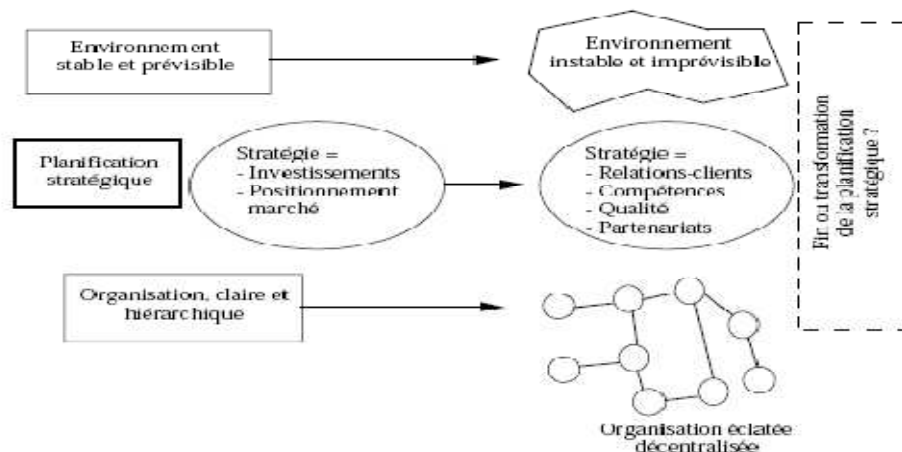 Environnement
stable et prévisible
Environnement
instable et imprévisible
Planification
stratégique
Stratégie =
- Investissements
- Positionnement
marché
Stratégie =
- Relations-clients
- Compétences
- Qualité
- Partenariats
Fin ou transformation
de la planification
stratégique ?
Organisation, claire et
hiérarchique
Organisation éclatée
décentralisée